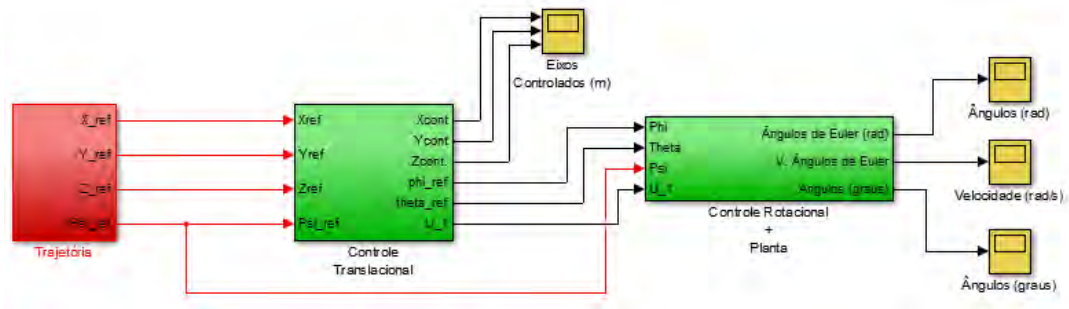 X_ref
Y_ref
Z_ref
Psi_ref
Trajetória
Xref
Yref
Zref
Psi_ref
Xcont
Ycont
Zcont.
phi_ref
theta_ref
U_1
Controle
Translacional
Eixos
Controlados (m)
Phi
Theta
Psi
U_1
Ângulos de Euler (rad)
V. Ângulos de Euler
Angulos (graus)
Controle Rotacional
+
Planta
Ângulos (rad)
Velocidade (rad/s)
Ângulos (graus)